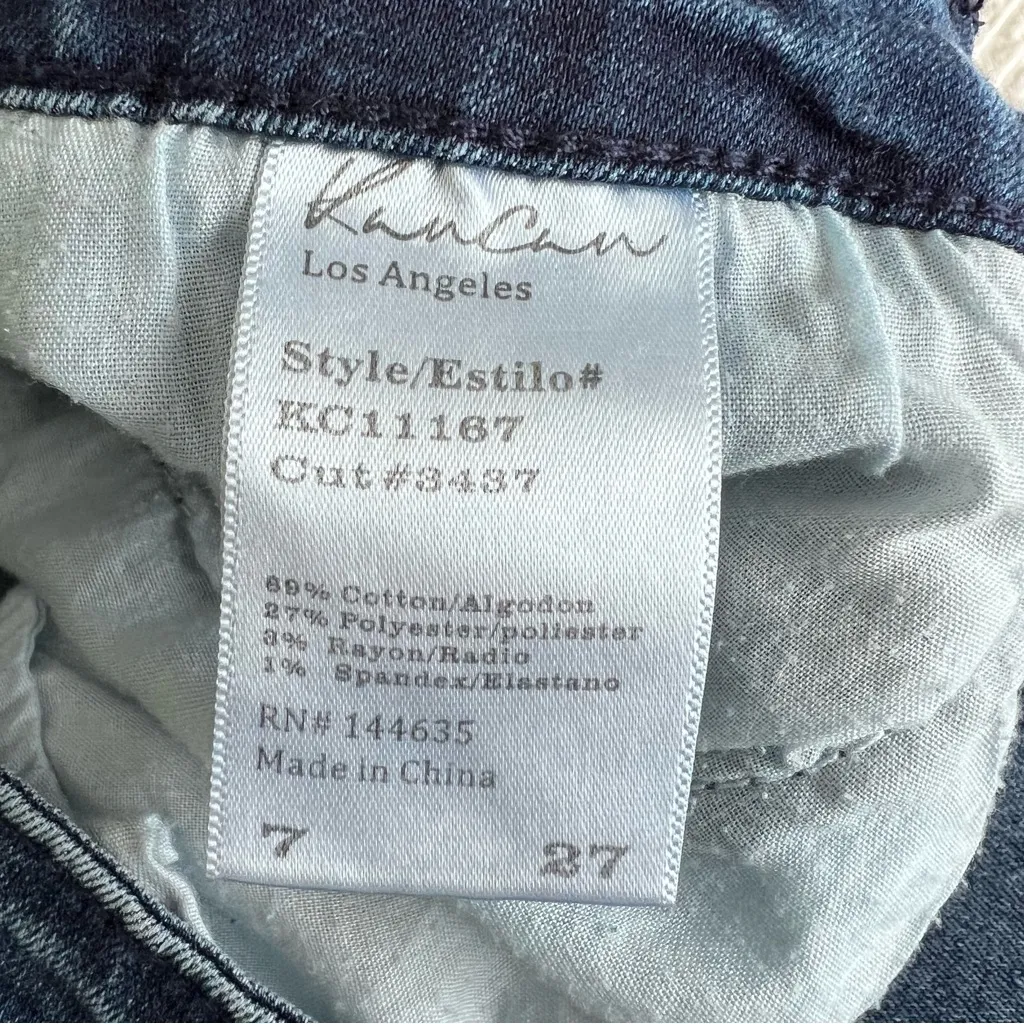 KanCan
Los Angeles
Style/Estilo#
KC11167
Cut#3437
69% Cotton/Algodon
27% Polyester/poliester
3% Rayon/Radio
1% Spandex/Elastano
RN# 144635
Made in China
7 27